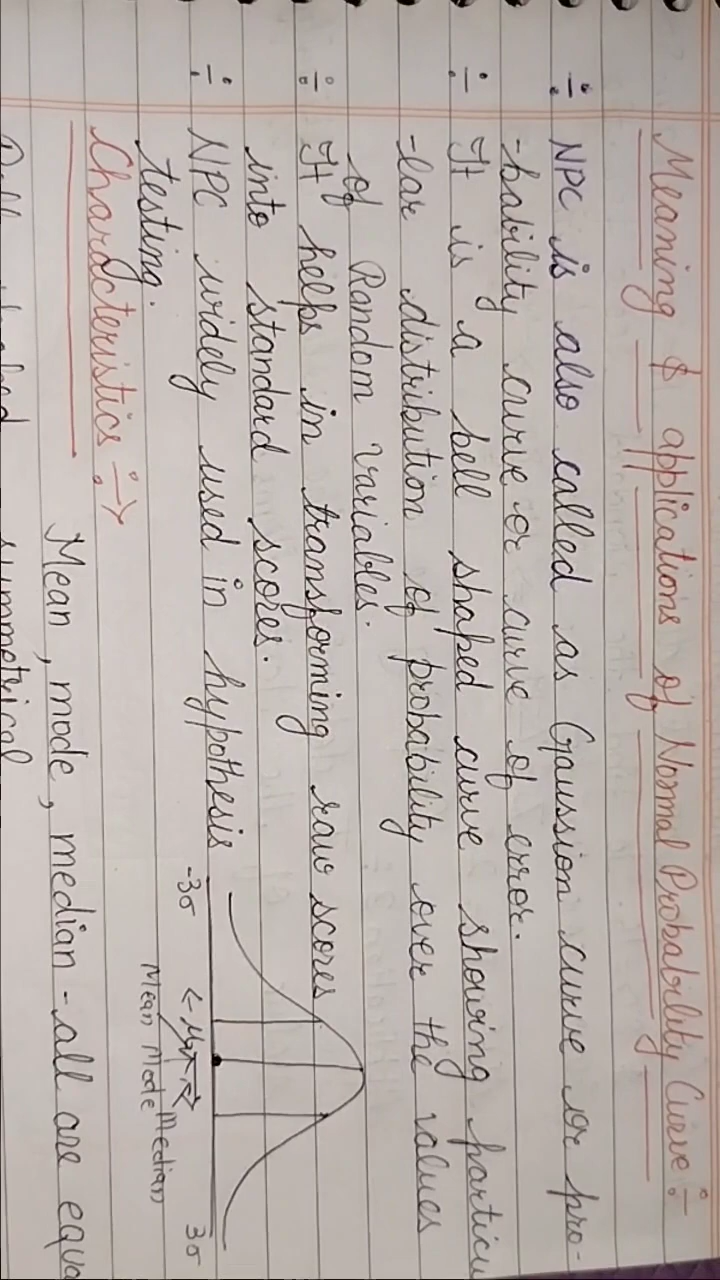 Meaning & applications of Normal Probability Curve :-
÷ NPC is also called as Gaussion curve or pro-
-bability curve or curve of error.
÷ It is a bell shaped curve showing particu
-lar distribution of probability over the values
of Random variables.
÷ It helps in transforming raw scores
into standard scores.
÷ NPC widely used in hypothesis
testing.
-3σ 3σ
Mean Mode Median
Characteristics :->
Mean, mode, median - all are equa
symmetrical